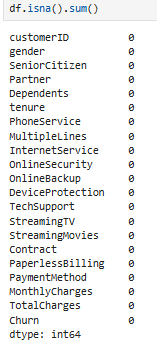 df.isna().sum()
customerID 0
gender 0
SeniorCitizen 0
Partner 0
Dependents 0
tenure 0
PhoneService 0
MultipleLines 0
InternetService 0
OnlineSecurity 0
OnlineBackup 0
DeviceProtection 0
TechSupport 0
StreamingTV 0
StreamingMovies 0
Contract 0
PaperlessBilling 0
PaymentMethod 0
MonthlyCharges 0
TotalCharges 0
Churn 0
dtype: int64